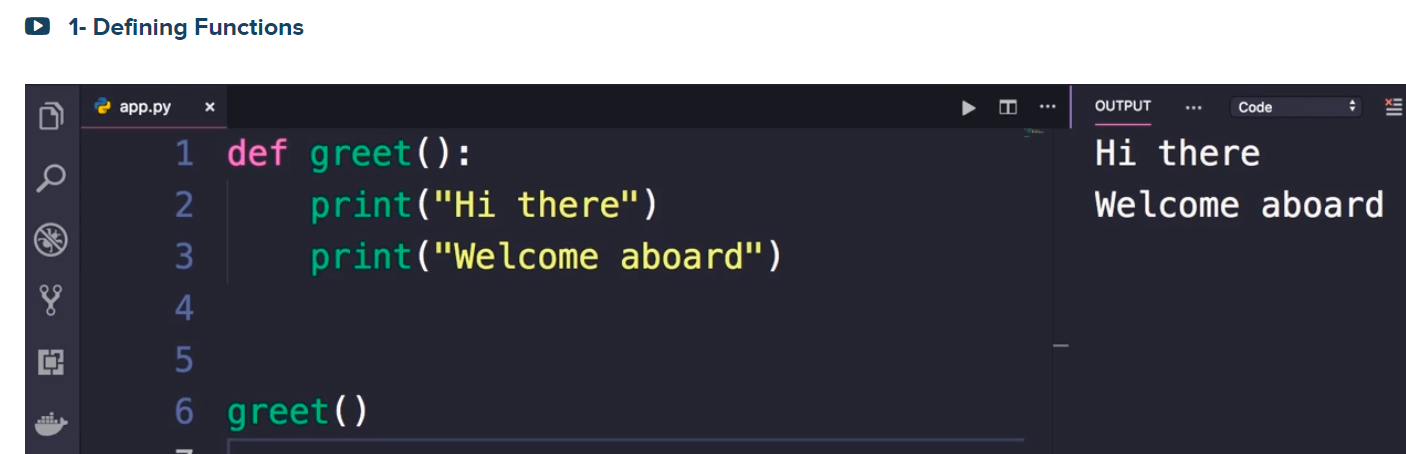 1- Defining Functions
app.py × OUTPUT ··· Code
1 def greet():
2 print("Hi there")
3 print("Welcome aboard")
4
5
6 greet()
Hi there
Welcome aboard